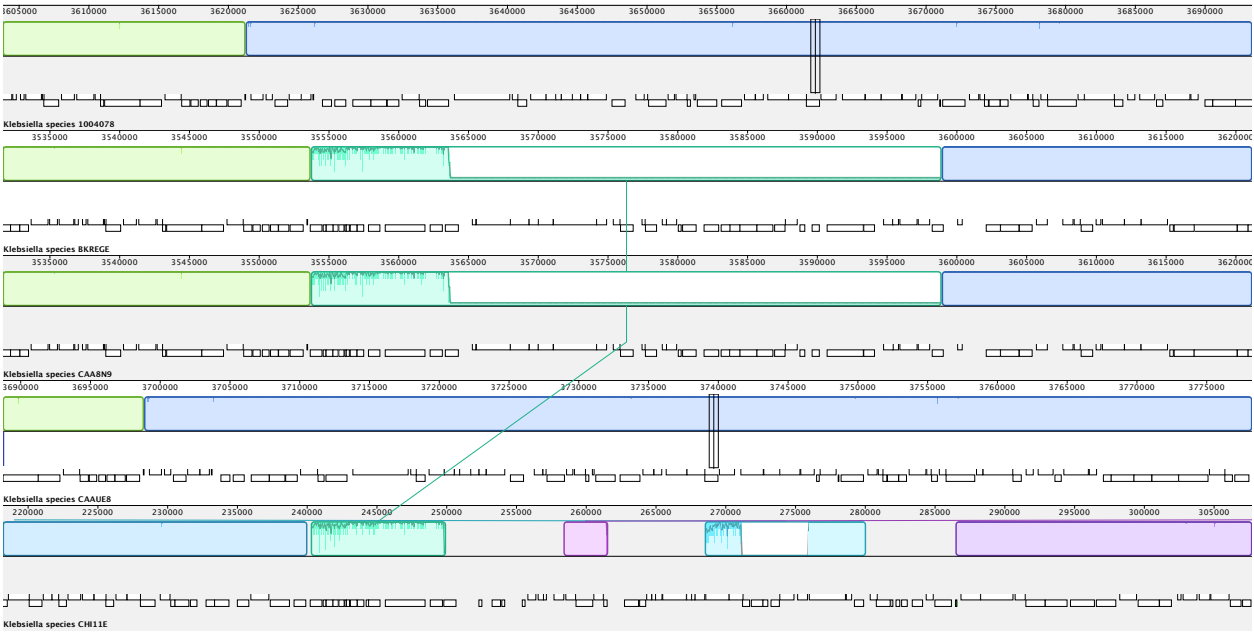 3605000 3610000 3615000 3620000 3625000 3630000 3635000 3640000 3645000 3650000 3655000 3660000 3665000 3670000 3675000 3680000 3685000 3690000
Klebsiella species 1004078
3535000 3540000 3545000 3550000 3555000 3560000 3565000 3570000 3575000 3580000 3585000 3590000 3595000 3600000 3605000 3610000 3615000 3620000
Klebsiella species BKREGE
3535000 3540000 3545000 3550000 3555000 3560000 3565000 3570000 3575000 3580000 3585000 3590000 3595000 3600000 3605000 3610000 3615000 3620000
Klebsiella species CAA8N9
3690000 3695000 3700000 3705000 3710000 3715000 3720000 3725000 3730000 3735000 3740000 3745000 3750000 3755000 3760000 3765000 3770000 3775000
Klebsiella species CAAUE8
220000 225000 230000 235000 240000 245000 250000 255000 260000 265000 270000 275000 280000 285000 290000 295000 300000 305000
Klebsiella species CHI11E